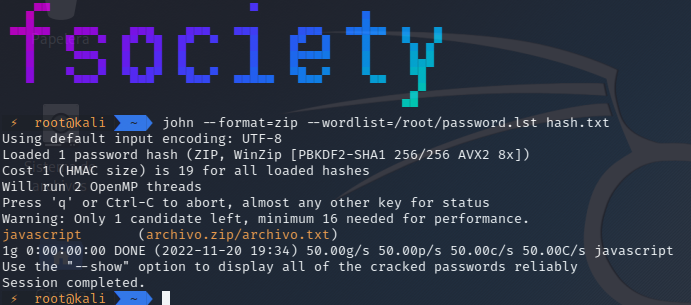 fsociety
Papelera
⚡ root@kali ~ john --format=zip --wordlist=/root/password.lst hash.txt
Using default input encoding: UTF-8
Loaded 1 password hash (ZIP, WinZip [PBKDF2-SHA1 256/256 AVX2 8x])
Cost 1 (HMAC size) is 19 for all loaded hashes
Will run 2 OpenMP threads
Press 'q' or Ctrl-C to abort, almost any other key for status
Warning: Only 1 candidate left, minimum 16 needed for performance.
javascript       (archivo.zip/archivo.txt)
1g 0:00:00:00 DONE (2022-11-20 19:34) 50.00g/s 50.00p/s 50.00c/s 50.00C/s javascript
Use the "--show" option to display all of the cracked passwords reliably
Session completed.
⚡ root@kali ~